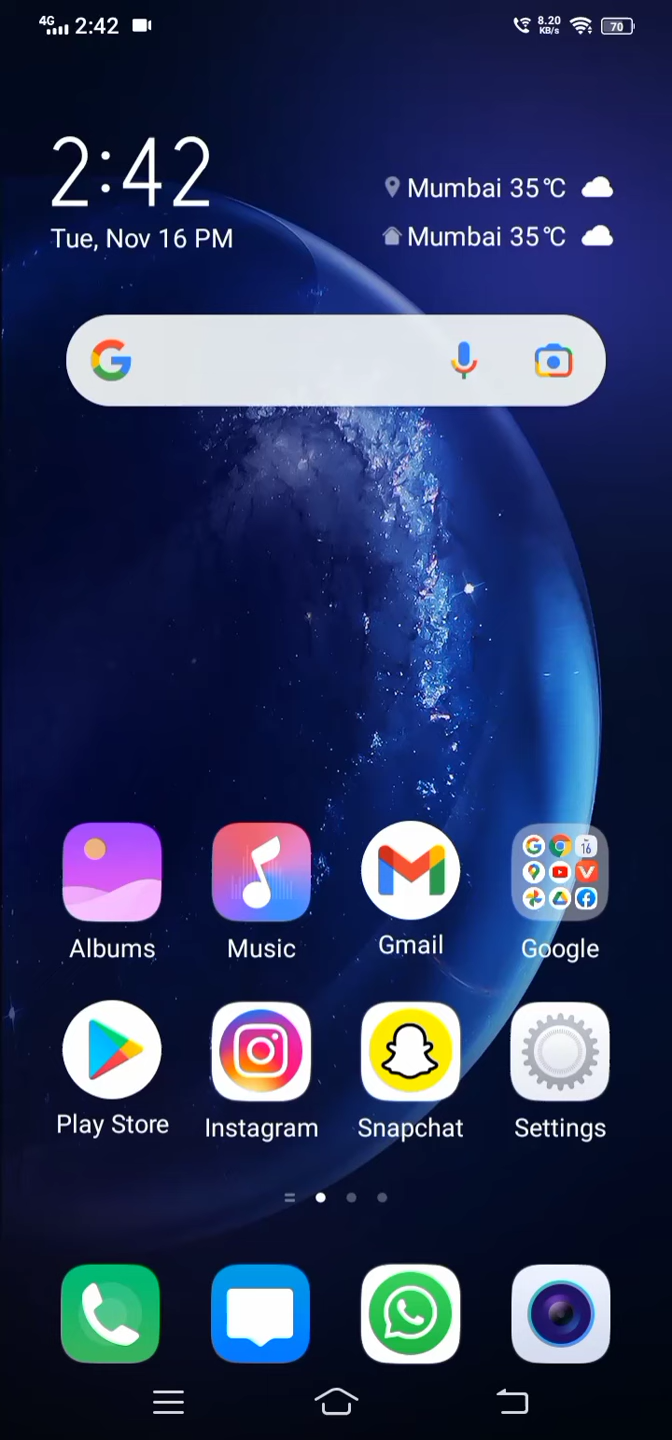 4G 2:42 8.20 KB/s 70
2:42
Tue, Nov 16 PM
Mumbai 35°C
Mumbai 35°C
16
Albums Music Gmail Google
Play Store Instagram Snapchat Settings